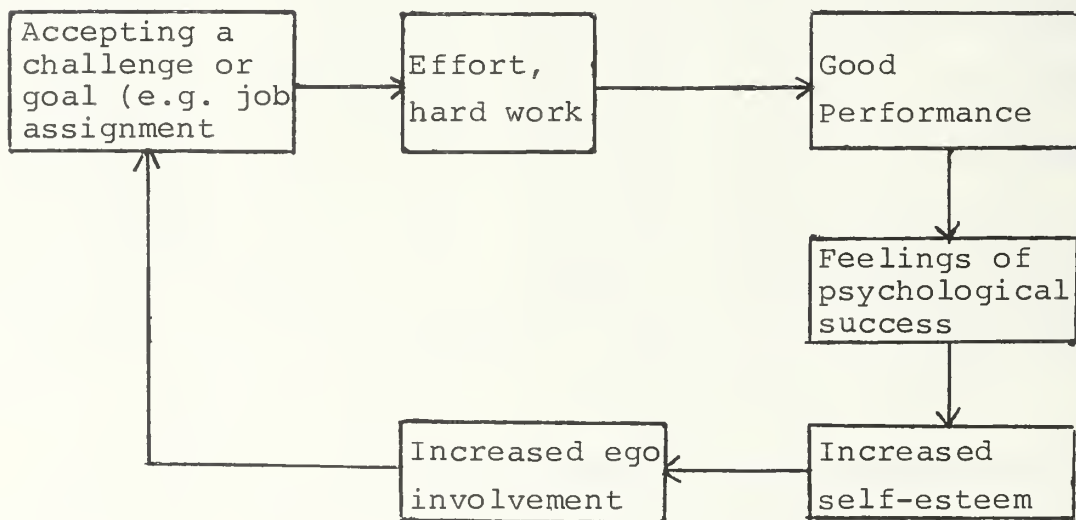 Accepting a
challenge or
goal (e.g. job
assignment
Effort,
hard work
Good
Performance
Feelings of
psychological
success
Increased
self-esteem
Increased ego
involvement